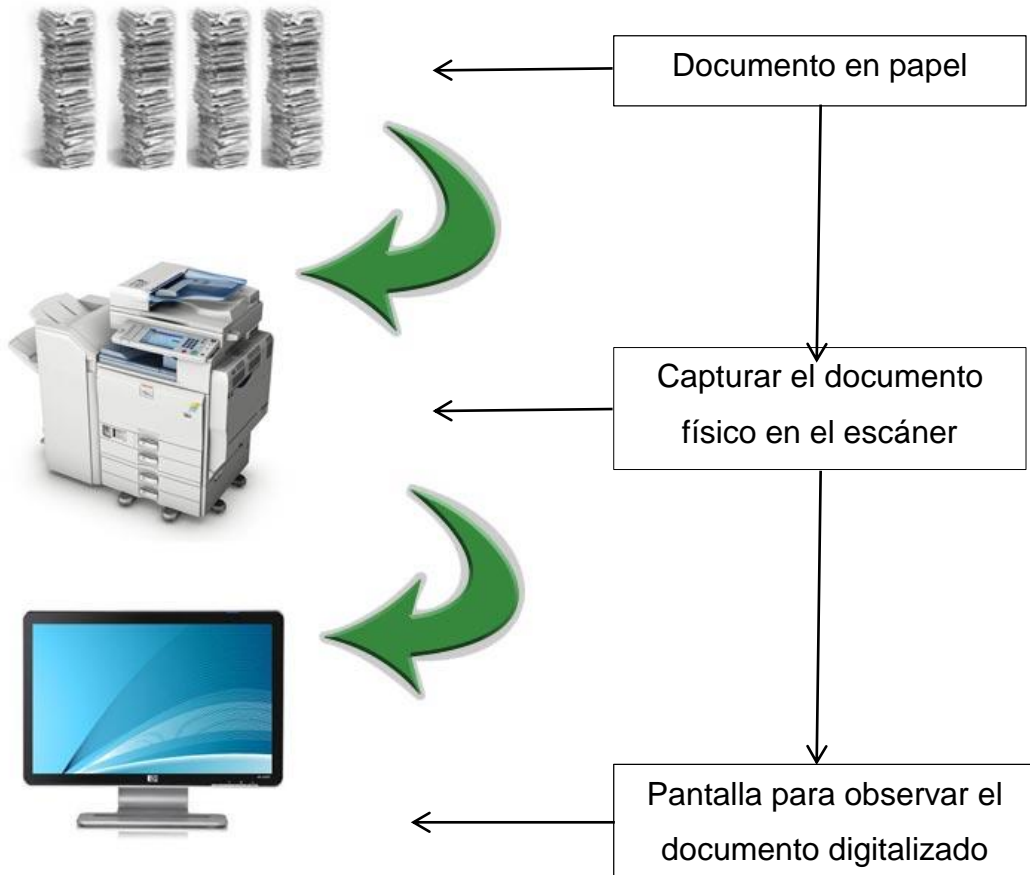 Documento en papel
Capturar el documento
físico en el escáner
Pantalla para observar el
documento digitalizado